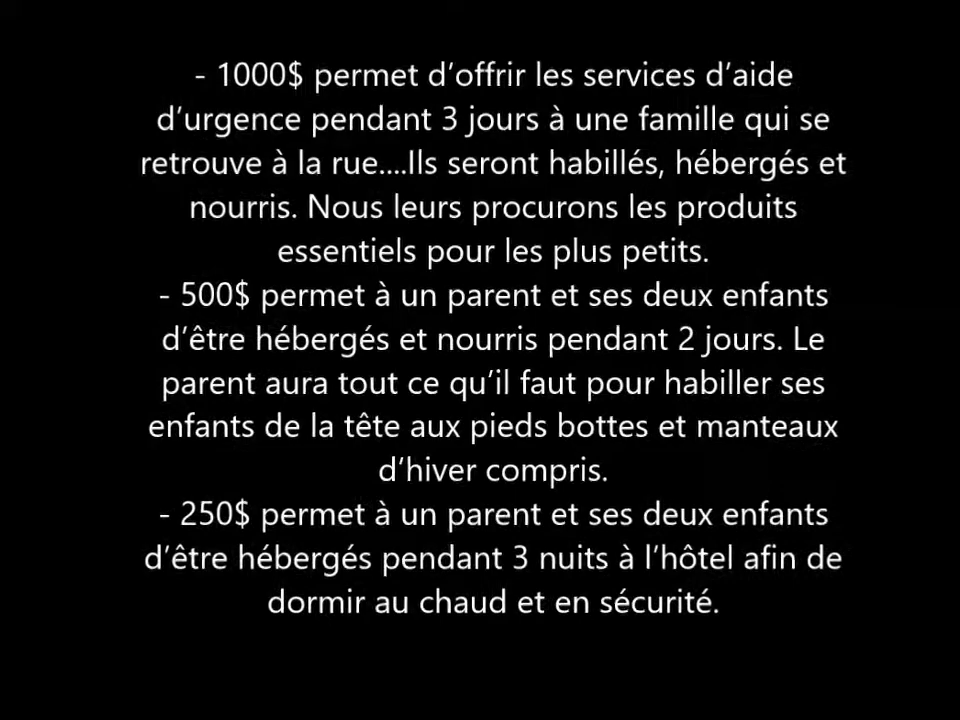 - 1000$ permet d’offrir les services d’aide
d’urgence pendant 3 jours à une famille qui se
retrouve à la rue....Ils seront habillés, hébergés et
nourris. Nous leurs procurons les produits
essentiels pour les plus petits.
- 500$ permet à un parent et ses deux enfants
d’être hébergés et nourris pendant 2 jours. Le
parent aura tout ce qu’il faut pour habiller ses
enfants de la tête aux pieds bottes et manteaux
d’hiver compris.
- 250$ permet à un parent et ses deux enfants
d’être hébergés pendant 3 nuits à l’hôtel afin de
dormir au chaud et en sécurité.